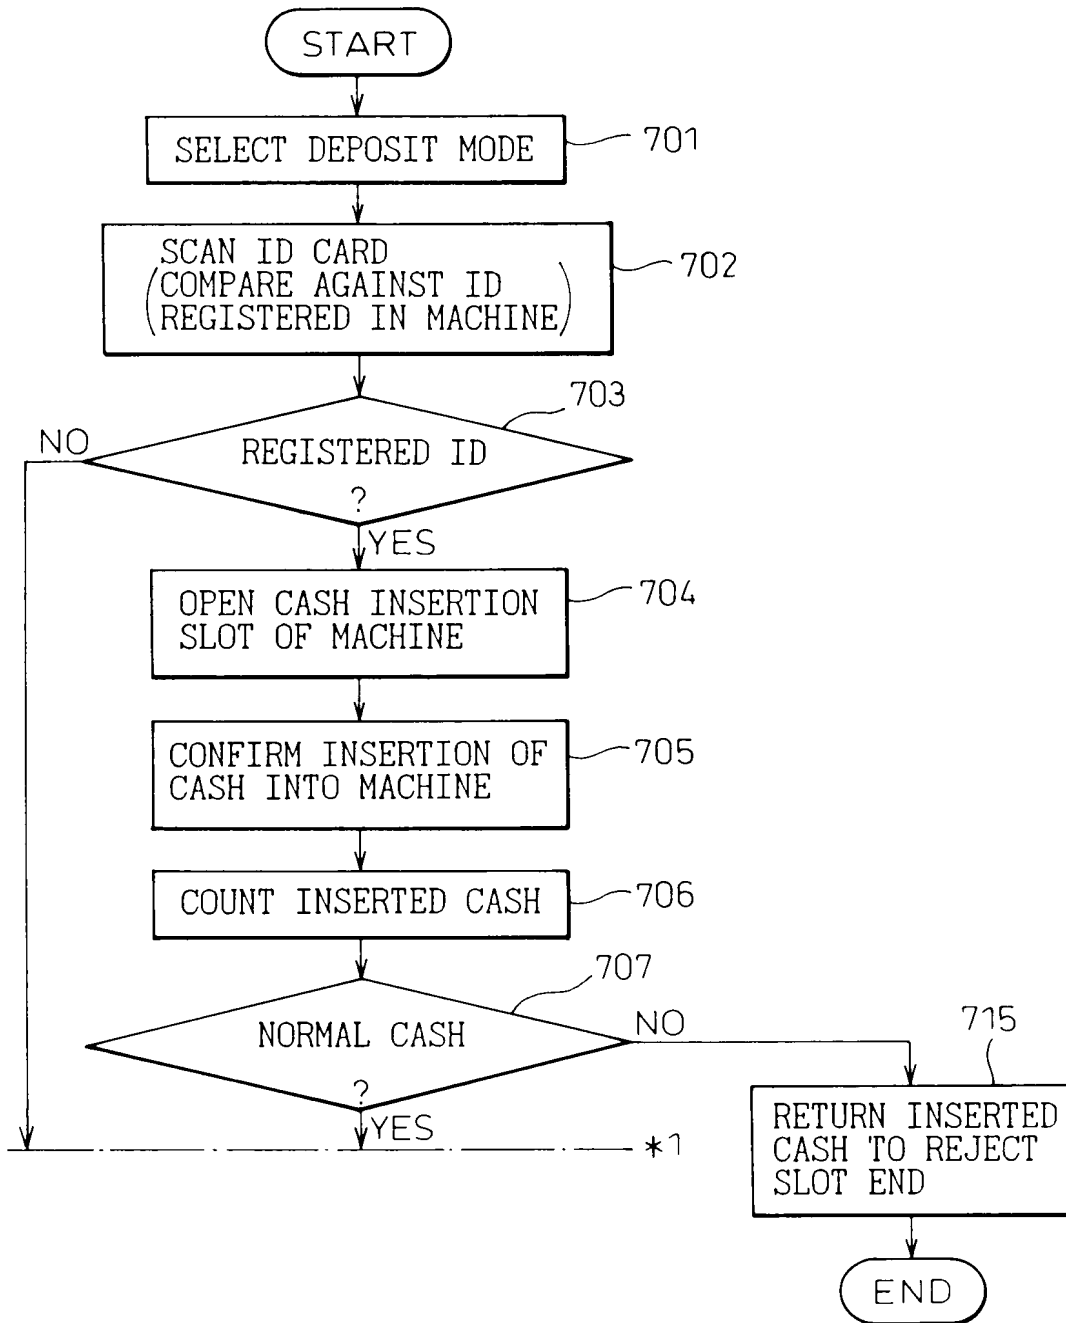 START
SELECT DEPOSIT MODE
701
SCAN ID CARD
(COMPARE AGAINST ID
REGISTERED IN MACHINE)
702
703
NO
REGISTERED ID
?
YES
OPEN CASH INSERTION
SLOT OF MACHINE
704
CONFIRM INSERTION OF
CASH INTO MACHINE
705
COUNT INSERTED CASH
706
707
NORMAL CASH
?
NO
YES
*1
715
RETURN INSERTED
CASH TO REJECT
SLOT END
END